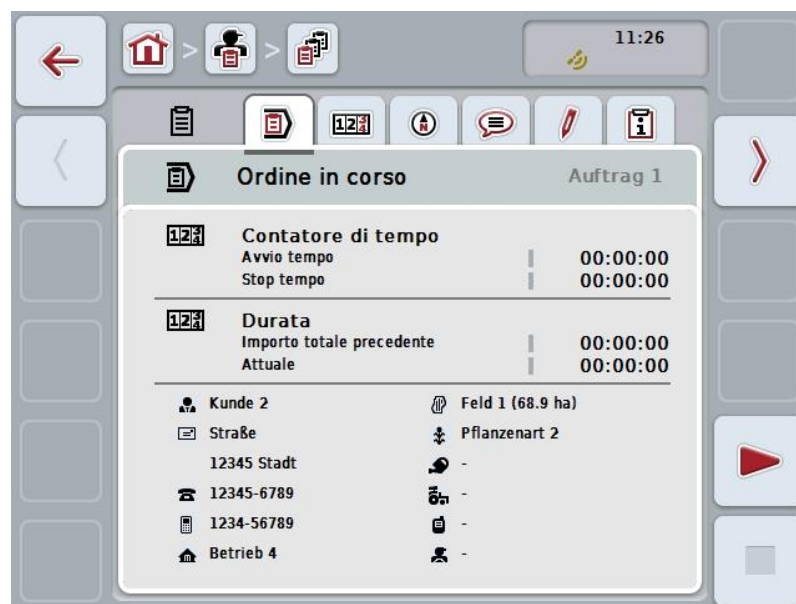 11:26
Ordine in corso Auftrag 1
Contatore di tempo
Avvio tempo 00:00:00
Stop tempo 00:00:00
Durata
Importo totale precedente 00:00:00
Attuale 00:00:00
Kunde 2 Feld 1 (68.9 ha)
Straße Pflanzenart 2
12345 Stadt -
12345-6789 -
1234-56789 -
Betrieb 4 -